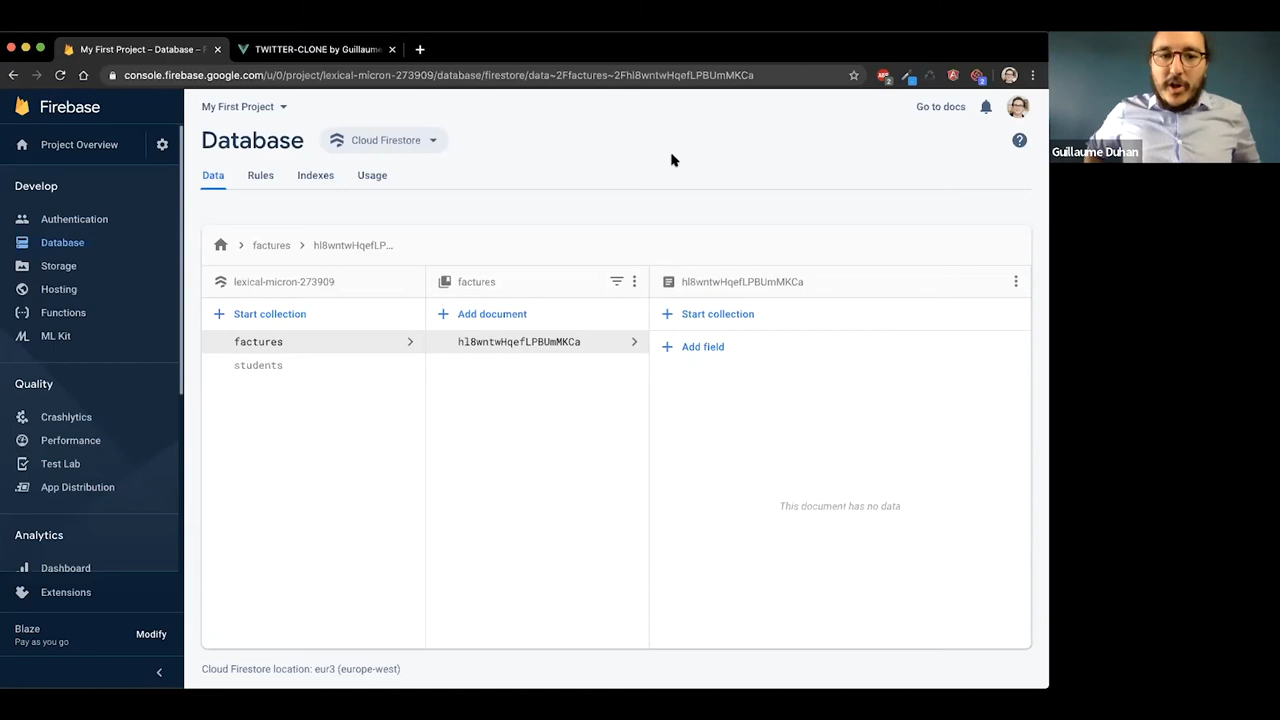 My First Project – Database – F
TWITTER-CLONE by Guillaume
console.firebase.google.com/u/0/project/lexical-micron-273909/database/firestore/data~2Ffactures~2Fhl8wntwHqefLPBUmMKCa
2
2
Guillaume Duhan
Firebase
Project Overview
Develop
Authentication
Database
Storage
Hosting
Functions
ML Kit
Quality
Crashlytics
Performance
Test Lab
App Distribution
Analytics
Dashboard
Extensions
Blaze
Pay as you go
Modify
My First Project
Go to docs
Database
Cloud Firestore
Data
Rules
Indexes
Usage
factures
hl8wntwHqefLP...
lexical-micron-273909
Start collection
factures
students
factures
Add document
hl8wntwHqefLPBUmMKCa
hl8wntwHqefLPBUmMKCa
Start collection
Add field
This document has no data
Cloud Firestore location: eur3 (europe-west)